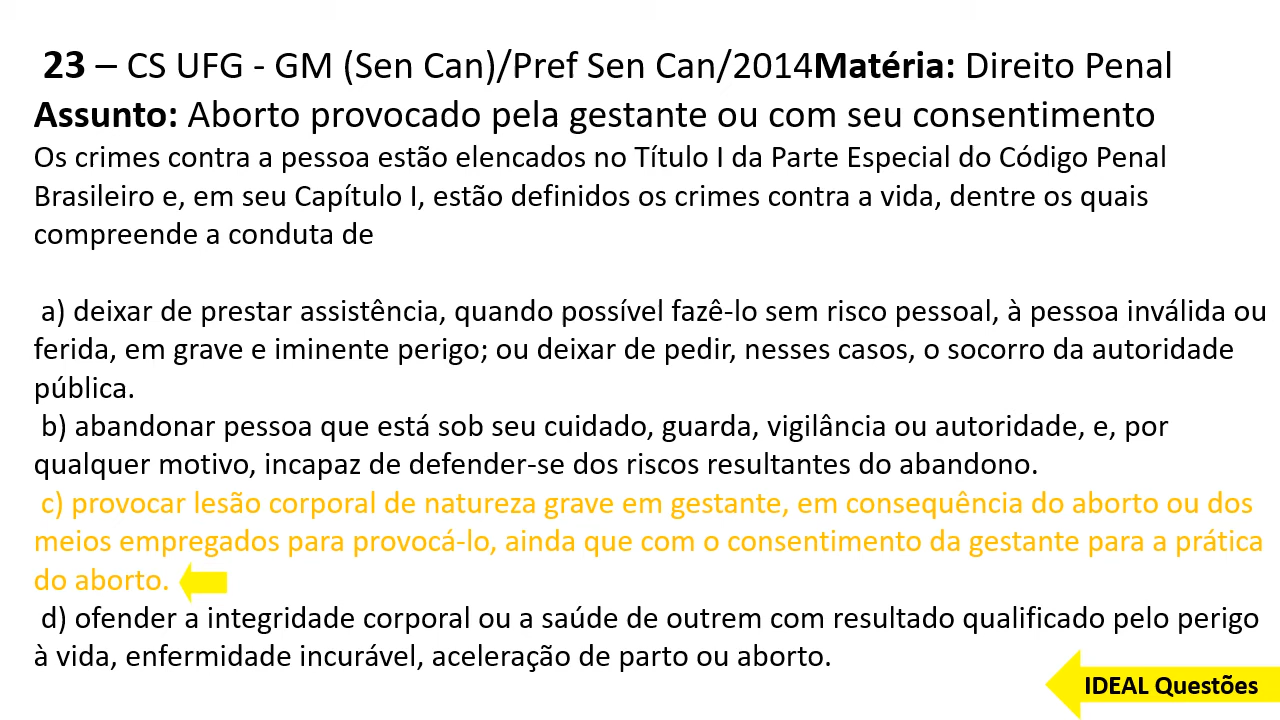 23 – CS UFG - GM (Sen Can)/Pref Sen Can/2014Matéria: Direito Penal
Assunto: Aborto provocado pela gestante ou com seu consentimento
Os crimes contra a pessoa estão elencados no Título I da Parte Especial do Código Penal
Brasileiro e, em seu Capítulo I, estão definidos os crimes contra a vida, dentre os quais
compreende a conduta de
a) deixar de prestar assistência, quando possível fazê-lo sem risco pessoal, à pessoa inválida ou
ferida, em grave e iminente perigo; ou deixar de pedir, nesses casos, o socorro da autoridade
pública.
b) abandonar pessoa que está sob seu cuidado, guarda, vigilância ou autoridade, e, por
qualquer motivo, incapaz de defender-se dos riscos resultantes do abandono.
c) provocar lesão corporal de natureza grave em gestante, em consequência do aborto ou dos
meios empregados para provocá-lo, ainda que com o consentimento da gestante para a prática
do aborto.
d) ofender a integridade corporal ou a saúde de outrem com resultado qualificado pelo perigo
à vida, enfermidade incurável, aceleração de parto ou aborto.
IDEAL Questões